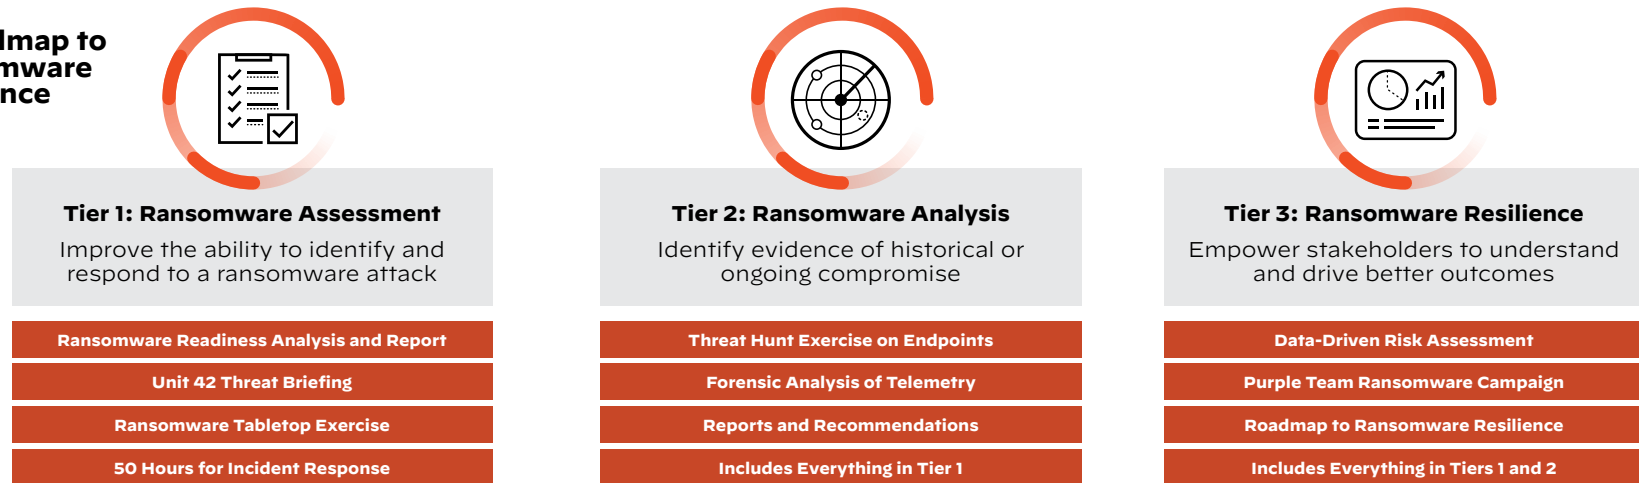 to
Tier 1: Ransomware Assessment
Improve the ability to identify and
respond to a ransomware attack
Ransomware Readiness Analysis and Report
Unit 42 Threat Briefing
Ransomware Tabletop Exercise
50 Hours for Incident Response
Tier 2: Ransomware Analysis
Identify evidence of historical or
ongoing compromise
Threat Hunt Exercise on Endpoints
Forensic Analysis of Telemetry
Reports and Recommendations
Includes Everything in Tier 1
Tier 3: Ransomware Resilience
Empower stakeholders to understand
and drive better outcomes
Data-Driven Risk Assessment
Purple Team Ransomware Campaign
Roadmap to Ransomware Resilience
Includes Everything in Tiers 1 and 2